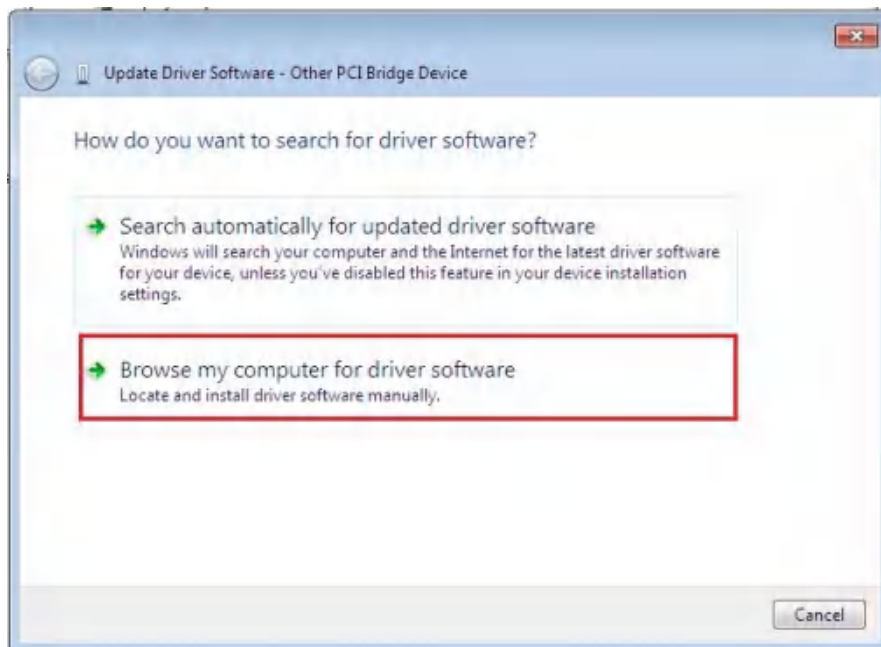 Update Driver Software - Other PCI Bridge Device
How do you want to search for driver software?
Search automatically for updated driver software
Windows will search your computer and the Internet for the latest driver software
for your device, unless you've disabled this feature in your device installation
settings.
Browse my computer for driver software
Locate and install driver software manually.
Cancel